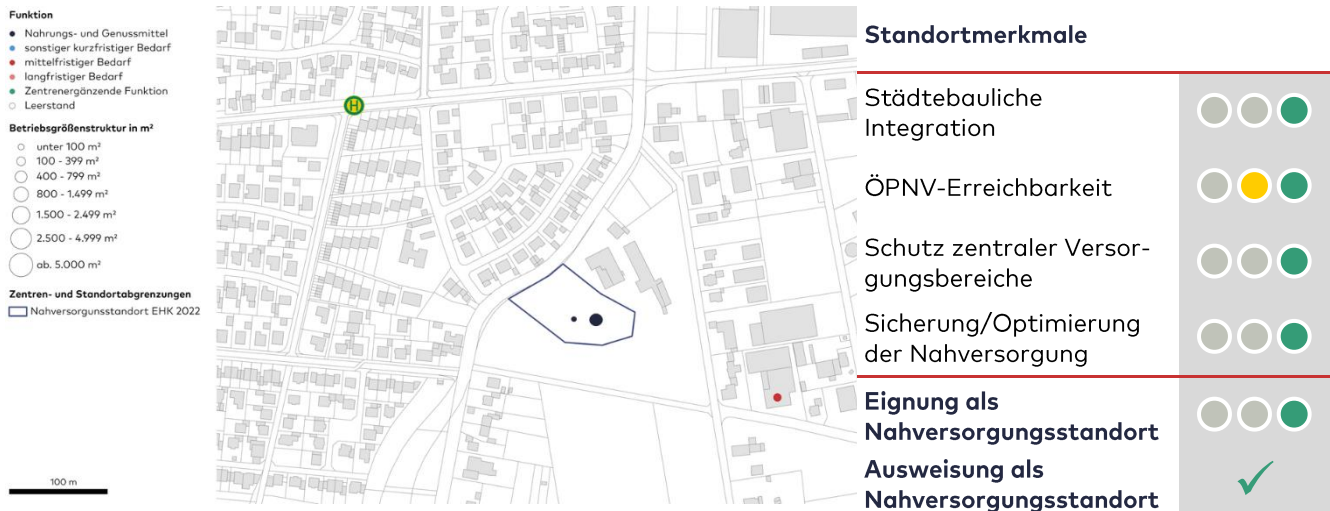 Funktion
Nahrungs- und Genussmittel
sonstiger kurzfristiger Bedarf
mittelfristiger Bedarf
langfristiger Bedarf
Zentrenergänzende Funktion
Leerstand
Betriebsgrößenstruktur in m²
unter 100 m²
100 - 399 m²
400 - 799 m²
800 - 1.499 m²
1.500 - 2.499 m²
2.500 - 4.999 m²
ab. 5.000 m²
Zentren- und Standortabgrenzungen
Nahversorgunsstandort EHK 2022
100 m
H
Standortmerkmale
Städtebauliche
Integration
ÖPNV-Erreichbarkeit
Schutz zentraler Versor-
gungsbereiche
Sicherung/Optimierung
der Nahversorgung
Eignung als
Nahversorgungsstandort
Ausweisung als
Nahversorgungsstandort